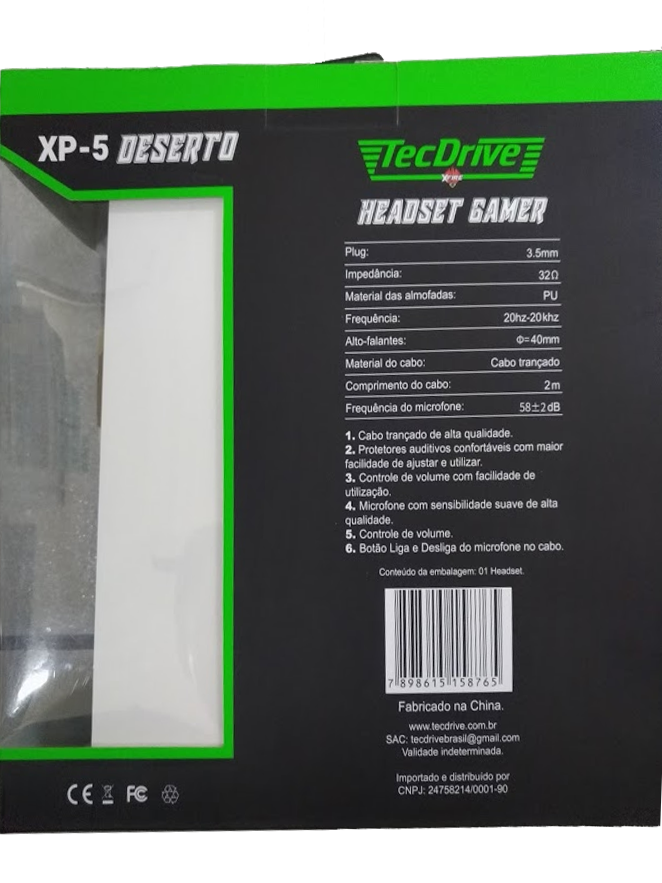 XP-5 DESERTO
TecDrive
XFIRE
HEADSET GAMER
Plug: 3.5mm
Impedância: 32Ω
Material das almofadas: PU
Frequência: 20hz-20khz
Alto-falantes: Φ=40mm
Material do cabo: Cabo trançado
Comprimento do cabo: 2m
Frequência do microfone: 58±2dB
1. Cabo trançado de alta qualidade.
2. Protetores auditivos confortáveis com maior
facilidade de ajustar e utilizar.
3. Controle de volume com facilidade de
utilização.
4. Microfone com sensibilidade suave de alta
qualidade.
5. Controle de volume.
6. Botão Liga e Desliga do microfone no cabo.
Conteúdo da embalagem: 01 Headset.
7 898615 158765
Fabricado na China.
www.tecdrive.com.br
SAC: tecdrivebrasil@gmail.com
Validade indeterminada.
Importado e distribuído por
CNPJ: 24758214/0001-90
CE FC